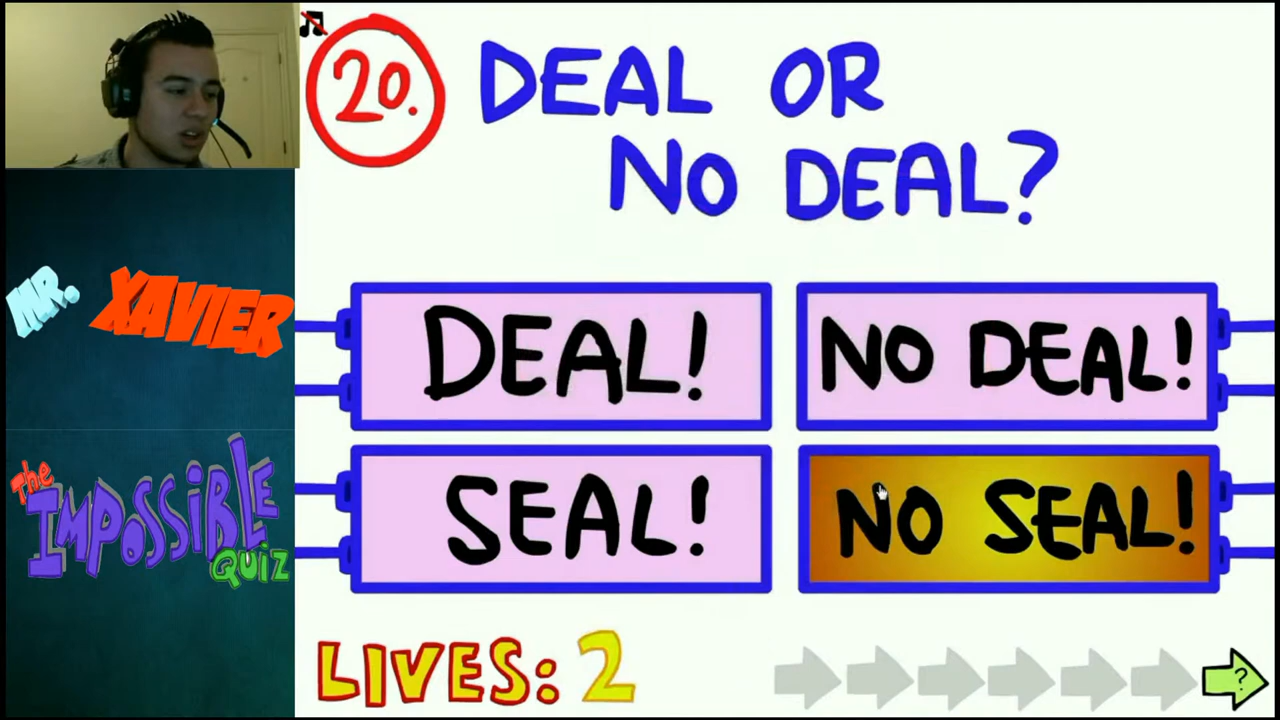 20.
DEAL OR
NO DEAL?
MR. XAVIER
DEAL!
NO DEAL!
The
IMPOSSIBLE
QUIZ
SEAL!
NO SEAL!
LIVES: 2
?